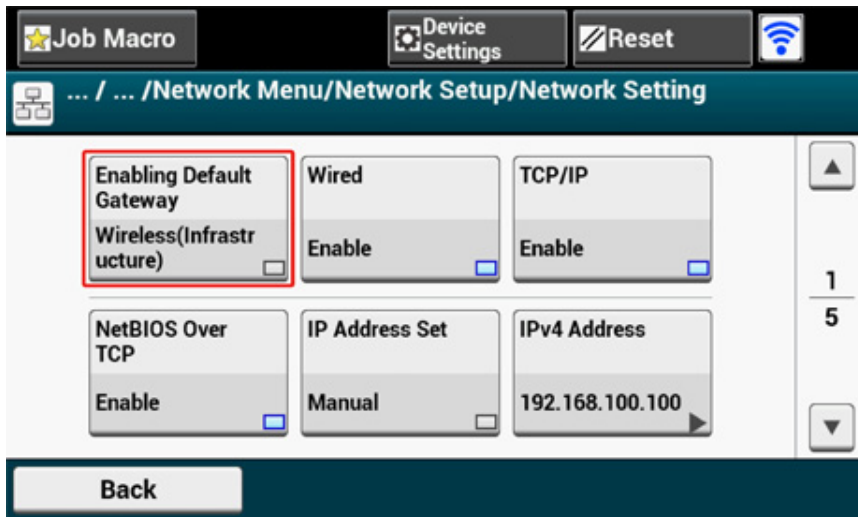 Job Macro
Device
Settings
Reset
... / ... /Network Menu/Network Setup/Network Setting
Enabling Default
Gateway
Wireless(Infrastr
ucture)
Wired
Enable
TCP/IP
Enable
1
5
NetBIOS Over
TCP
Enable
IP Address Set
Manual
IPv4 Address
192.168.100.100
Back